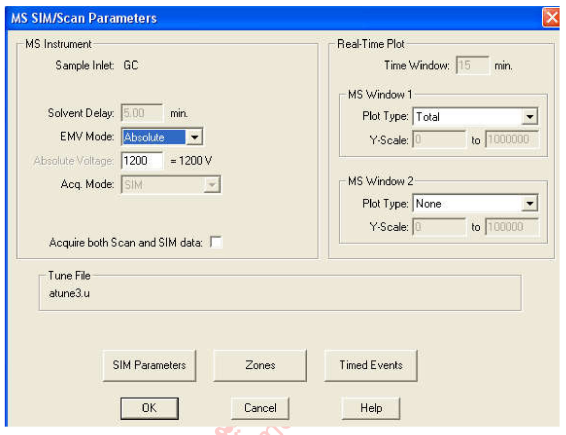 MS SIM/Scan Parameters
MS Instrument
Sample Inlet: GC
Solvent Delay: 5.00 min.
EMV Mode: Absolute
Absolute Voltage: 1200 = 1200 V
Acq. Mode: SIM
Acquire both Scan and SIM data:
Real-Time Plot
Time Window: 15 min.
MS Window 1
Plot Type: Total
Y-Scale: 0 to 1000000
MS Window 2
Plot Type: None
Y-Scale: 0 to 100000
Tune File
atune3.u
SIM Parameters Zones Timed Events
OK Cancel Help